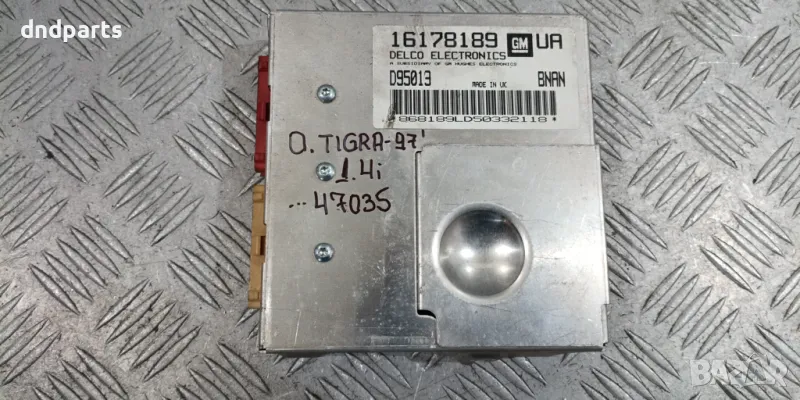 dndparts
16178189 GM UA
DELCO ELECTRONICS
A SUBSIDIARY OF GM HUGHES ELECTRONICS
D95013 MADE IN UK BNAN
*868189LD50332118*
O. TIGRA-97'
1.4i
...47035
BAZAR